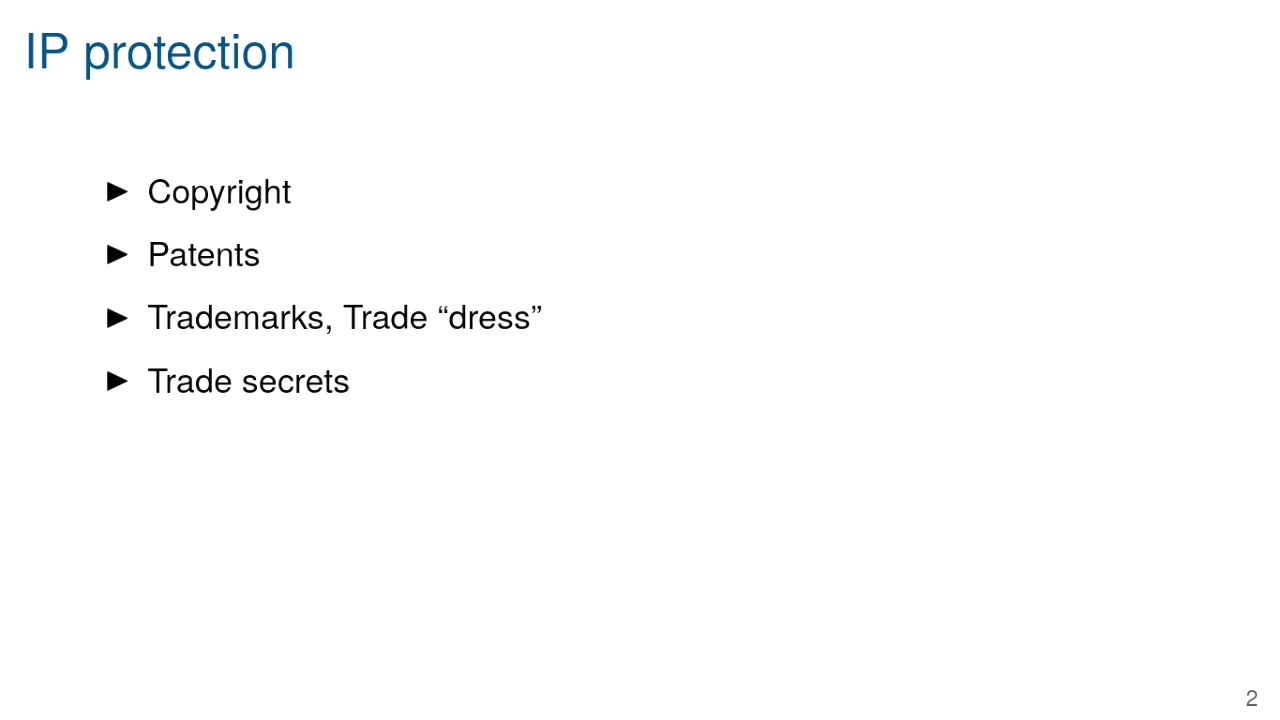 IP protection
▶ Copyright
▶ Patents
▶ Trademarks, Trade “dress”
▶ Trade secrets
2